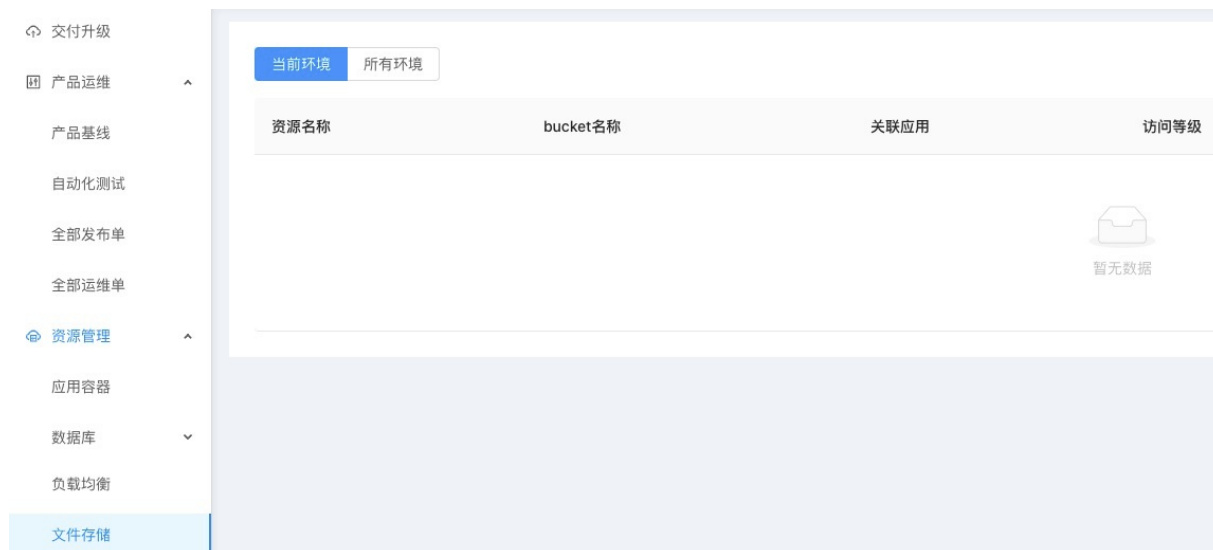 交付升级
产品运维
产品基线
自动化测试
全部发布单
全部运维单
资源管理
应用容器
数据库
负载均衡
文件存储
当前环境 所有环境
资源名称 bucket名称 关联应用 访问等级
暂无数据